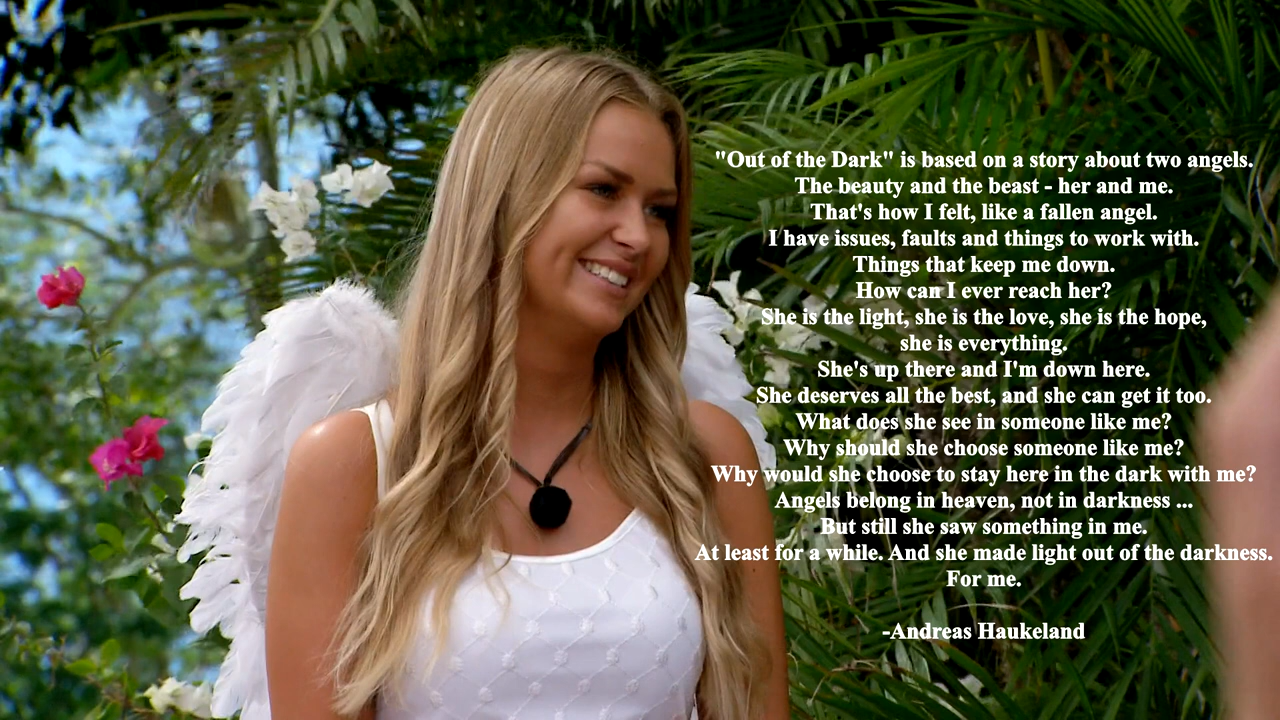 "Out of the Dark" is based on a story about two angels.
The beauty and the beast - her and me.
That's how I felt, like a fallen angel.
I have issues, faults and things to work with.
Things that keep me down.
How can I ever reach her?
She is the light, she is the love, she is the hope,
she is everything.
She's up there and I'm down here.
She deserves all the best, and she can get it too.
What does she see in someone like me?
Why should she choose someone like me?
Why would she choose to stay here in the dark with me?
Angels belong in heaven, not in darkness ...
But still she saw something in me.
At least for a while. And she made light out of the darkness.
For me.
-Andreas Haukeland